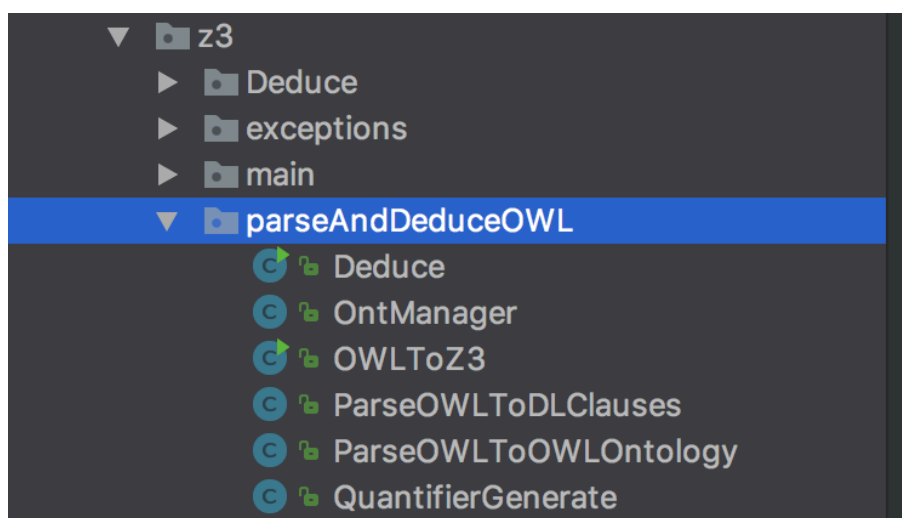 z3
Deduce
exceptions
main
parseAndDeduceOWL
C Deduce
C OntManager
C OWLToZ3
C ParseOWLToDLClauses
C ParseOWLToOWLOntology
C QuantifierGenerate